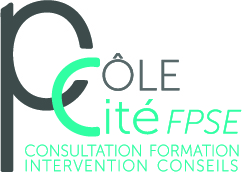 PÔLE
Cité FPSE
CONSULTATION FORMATION
INTERVENTION CONSEILS